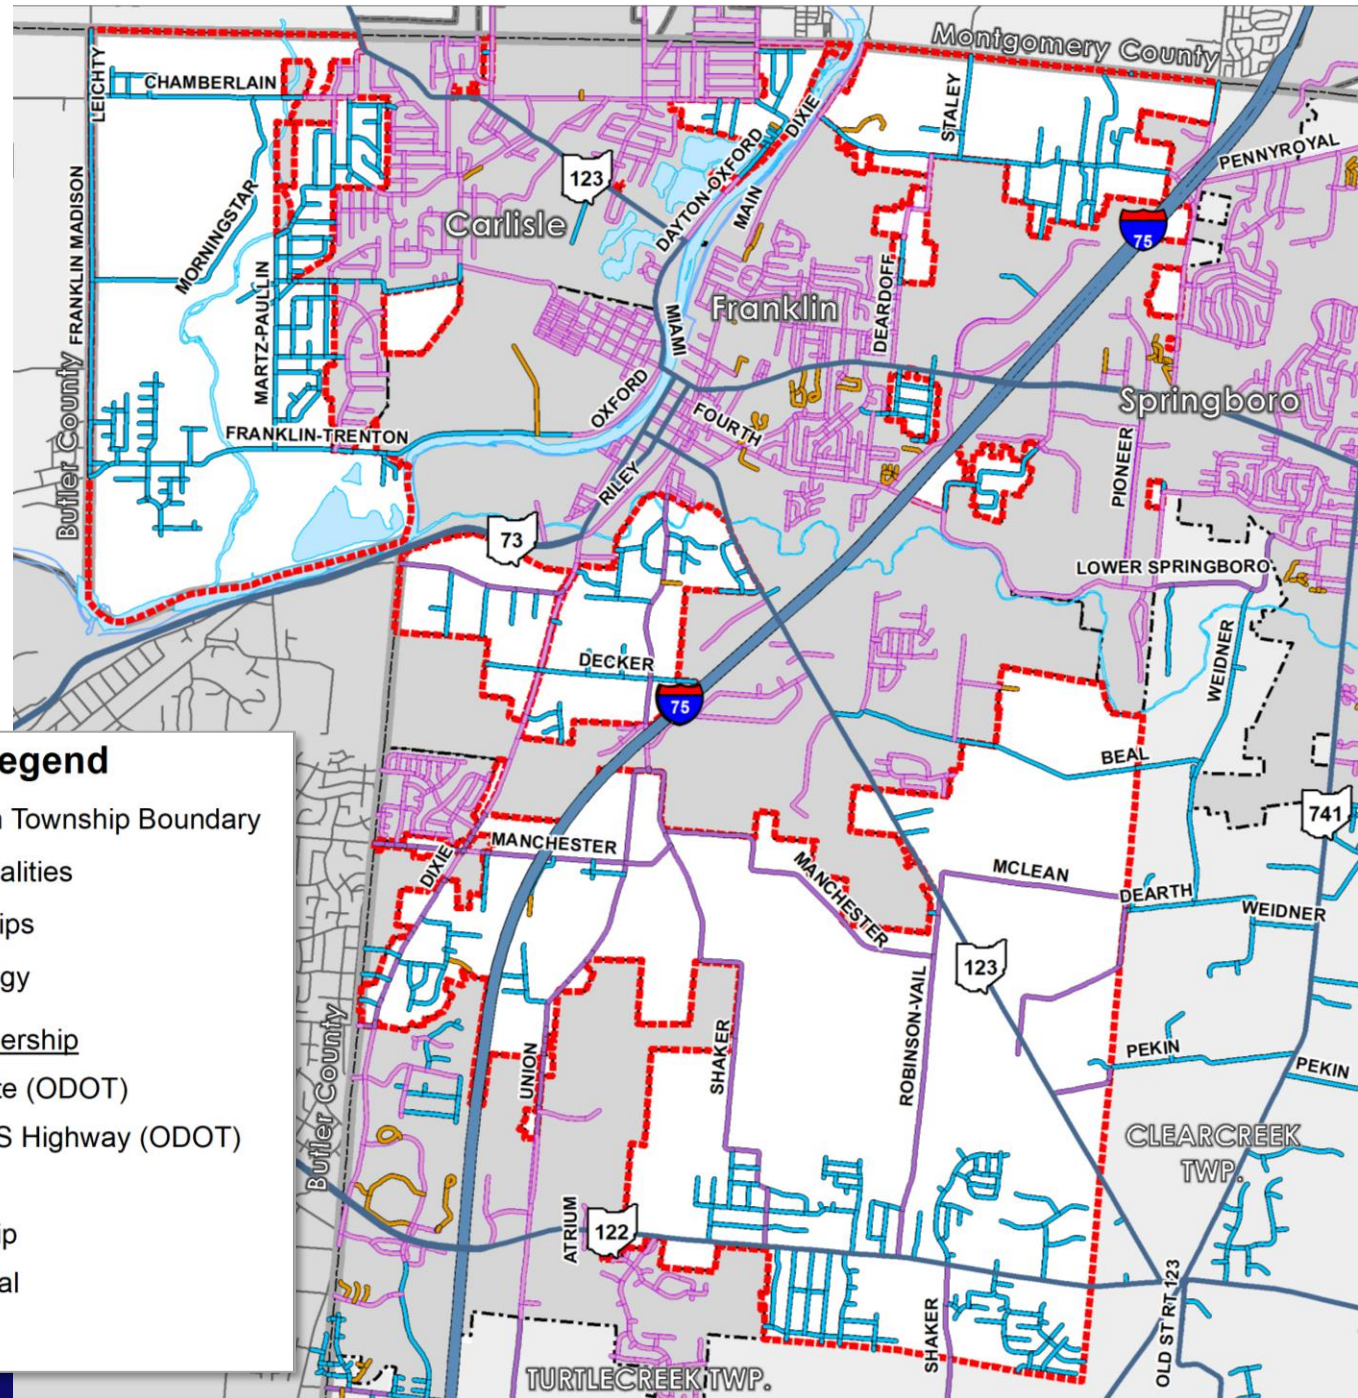 Montgomery County
LEICHTY
CHAMBERLAIN
STALEY
DIXIE
DAYTON-OXFORD
PENNYROYAL
123
MAIN
FRANKLIN MADISON
MORNINGSTAR
Carlisle
75
MARTZ-PAULLIN
Franklin
DEARDOFF
MIAMI
Butler County
OXFORD
Springboro
FOURTH
FRANKLIN-TRENTON
PIONEER
RILEY
73
LOWER SPRINGBORO
WEIDNER
DECKER
75
BEAL
741
MANCHESTER
DIXIE
MANCHESTER
MCLEAN
DEARTH
WEIDNER
123
SHAKER
ROBINSON-VAIL
UNION
PEKIN
PEKIN
Butler County
CLEARCREEK
TWP.
ATRIUM
122
SHAKER
OLD ST RT 123
TURTLECREEK TWP.
egend
Township Boundary
alities
ips
gy
ership
te (ODOT)
S Highway (ODOT)
ip
al